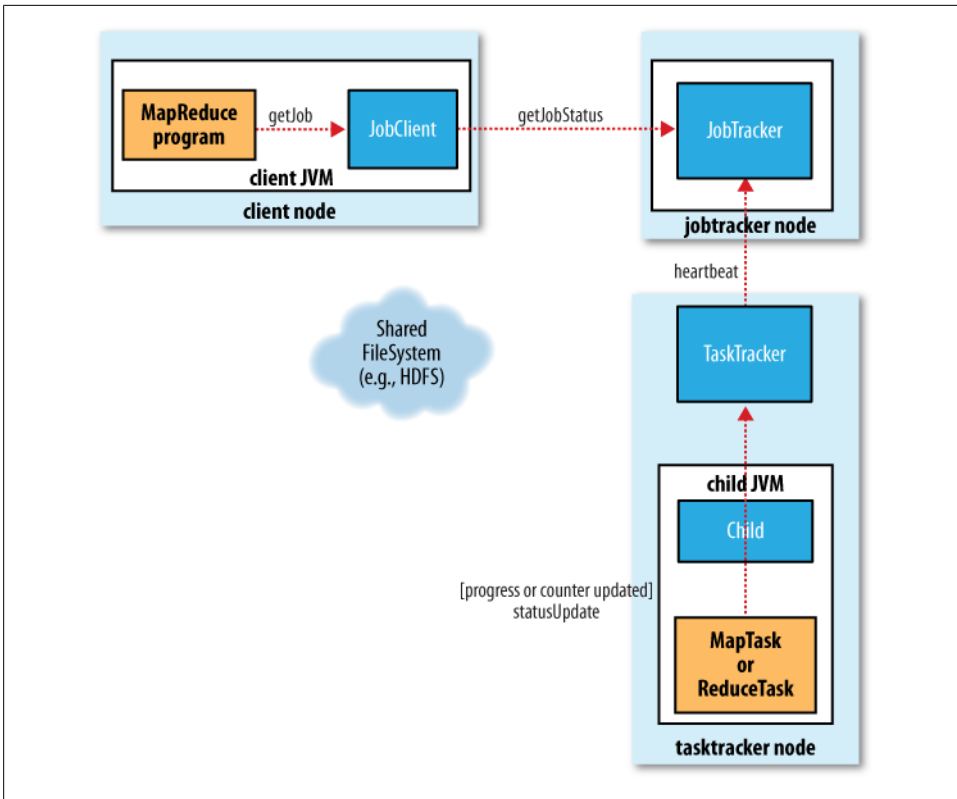 MapReduce
program
getJob
JobClient
client JVM
client node
getJobStatus
JobTracker
jobtracker node
heartbeat
Shared
FileSystem
(e.g., HDFS)
TaskTracker
child JVM
Child
[progress or counter updated]
statusUpdate
MapTask
or
ReduceTask
tasktracker node